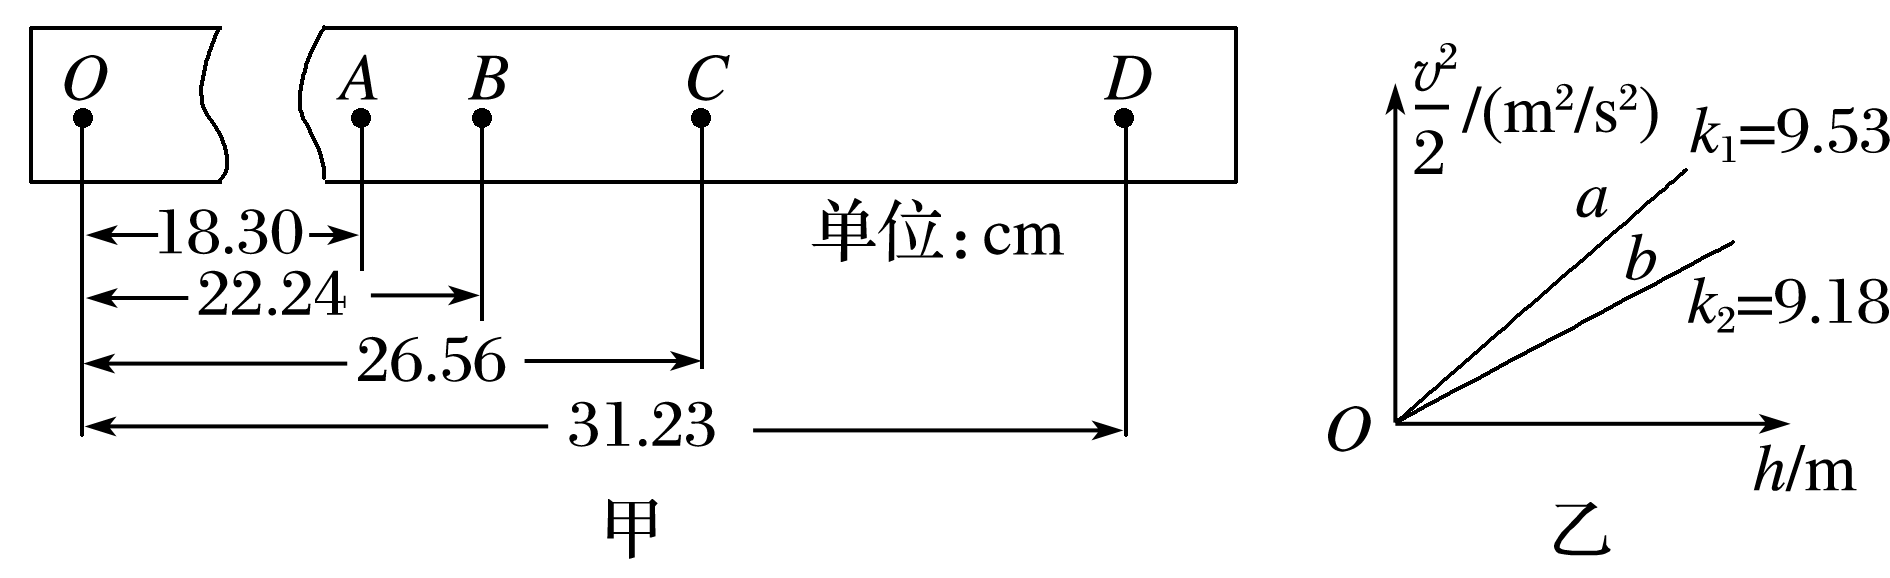 O A B C D
18.30
22.24
26.56
31.23
单位:cm
甲
v²/2 /(m²/s²)
k₁=9.53
a
b
k₂=9.18
O
h/m
乙